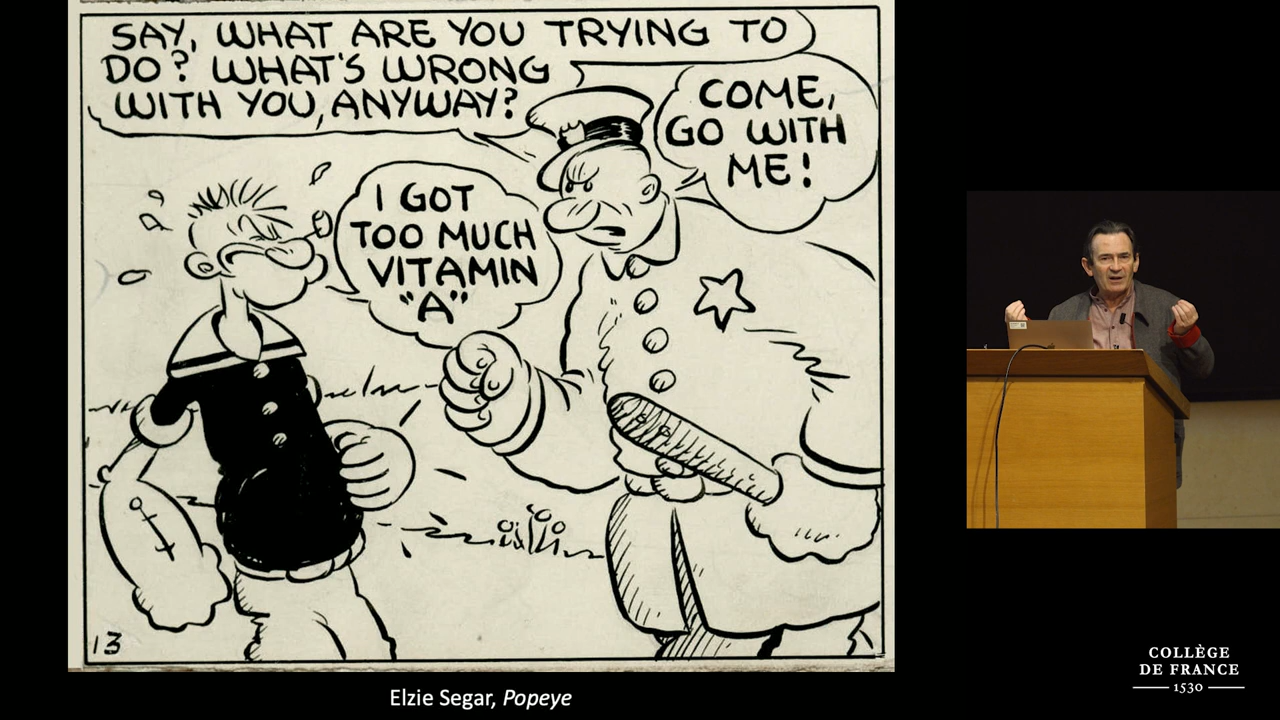 SAY, WHAT ARE YOU TRYING TO
DO? WHAT'S WRONG
WITH YOU, ANYWAY?
COME,
GO WITH
ME!
I GOT
TOO MUCH
VITAMIN
"A"
13
Elzie Segar, Popeye
COLLÈGE
DE FRANCE
1530